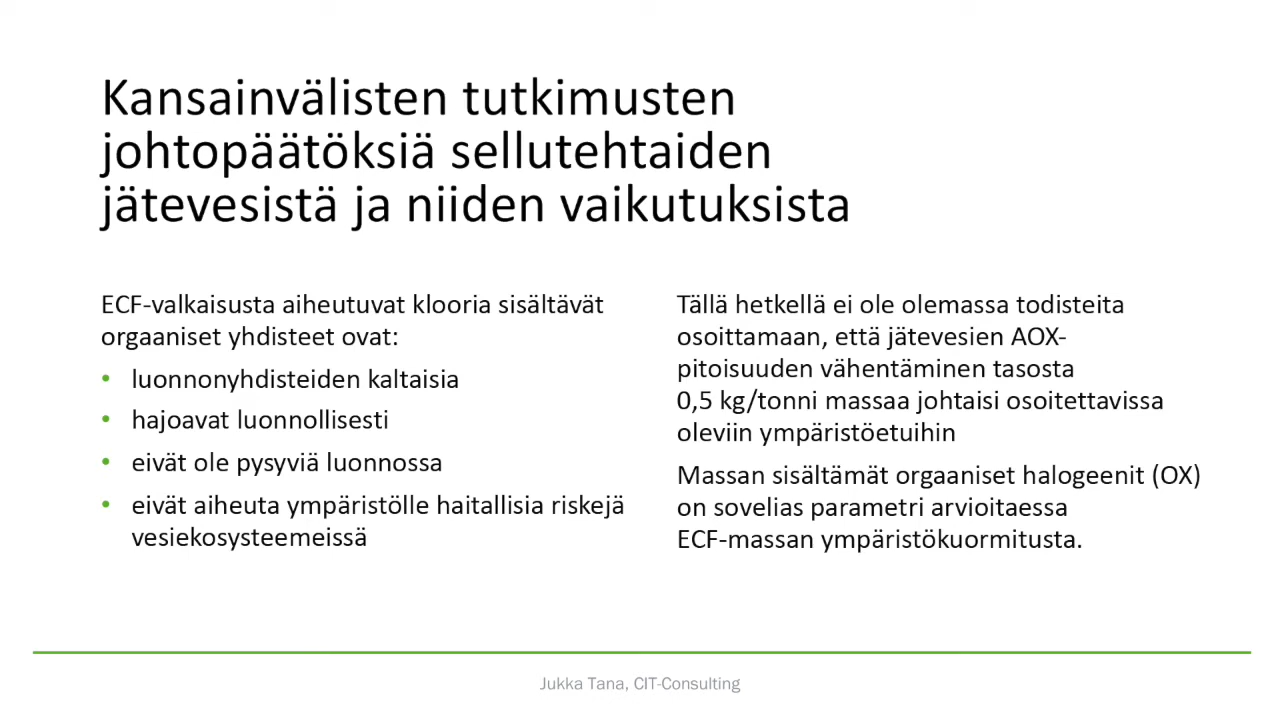 Kansainvälisten tutkimusten
johtopäätöksiä sellutehtaiden
jätevesistä ja niiden vaikutuksista
ECF-valkaisusta aiheutuvat klooria sisältävät
orgaaniset yhdisteet ovat:
• luonnonyhdisteiden kaltaisia
• hajoavat luonnollisesti
• eivät ole pysyviä luonnossa
• eivät aiheuta ympäristölle haitallisia riskejä
vesiekosysteemeissä
Tällä hetkellä ei ole olemassa todisteita
osoittamaan, että jätevesien AOX-
pitoisuuden vähentäminen tasosta
0,5 kg/tonni massaa johtaisi osoitettavissa
oleviin ympäristöetuihin
Massan sisältämät orgaaniset halogeenit (OX)
on sovelias parametri arvioitaessa
ECF-massan ympäristökuormitusta.
Jukka Tana, CIT-Consulting